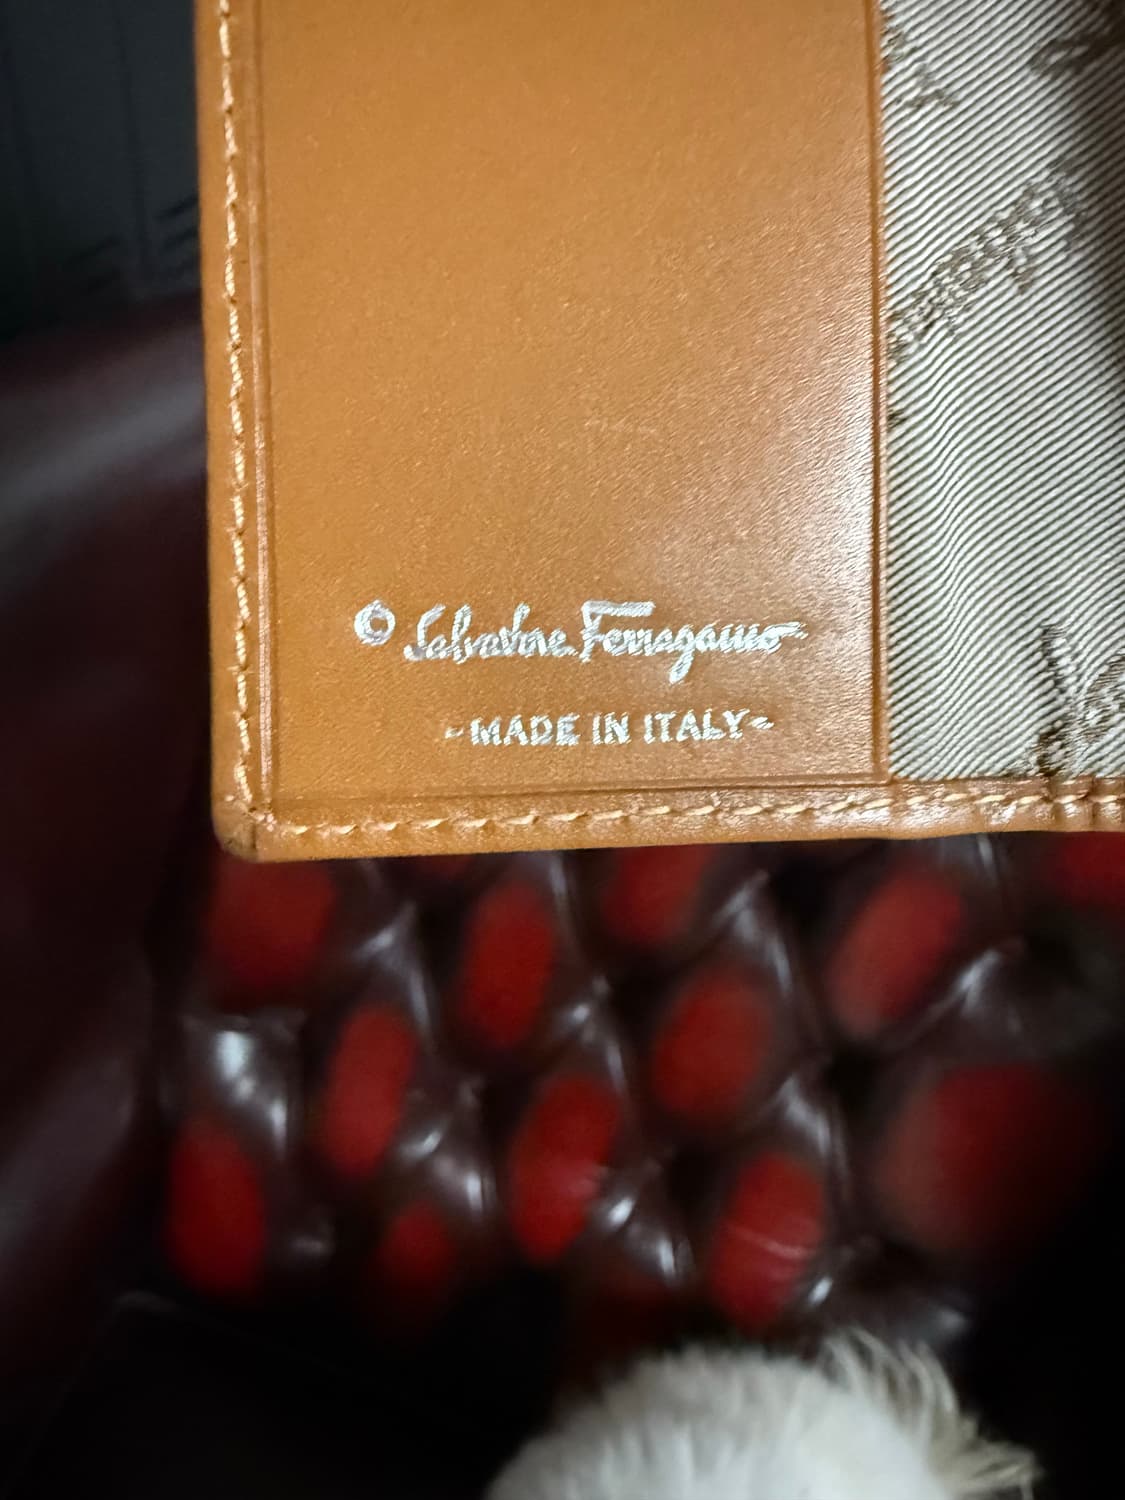 © Salvatore Ferragamo
-MADE IN ITALY-